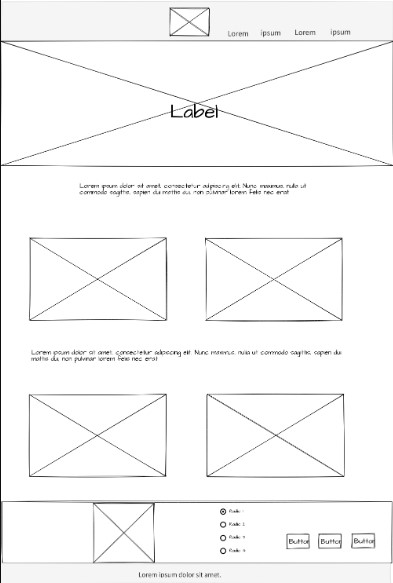 Lorem ipsum Lorem ipsum
Label
Lorem ipsum dolor sit amet, consectetur adipiscing elit. Nunc maximus, nulla ut
commodo sagittis, sapien dui mattis dui, non pulvinar lorem felis nec erat
Lorem ipsum dolor sit amet, consectetur adipiscing elit. Nunc maximus, nulla ut commodo sagittis, sapien dui
mattis dui, non pulvinar lorem felis nec erat
Radio 1
Radio 2
Radio
Radio
Button Button Button
Lorem ipsum dolor sit amet,